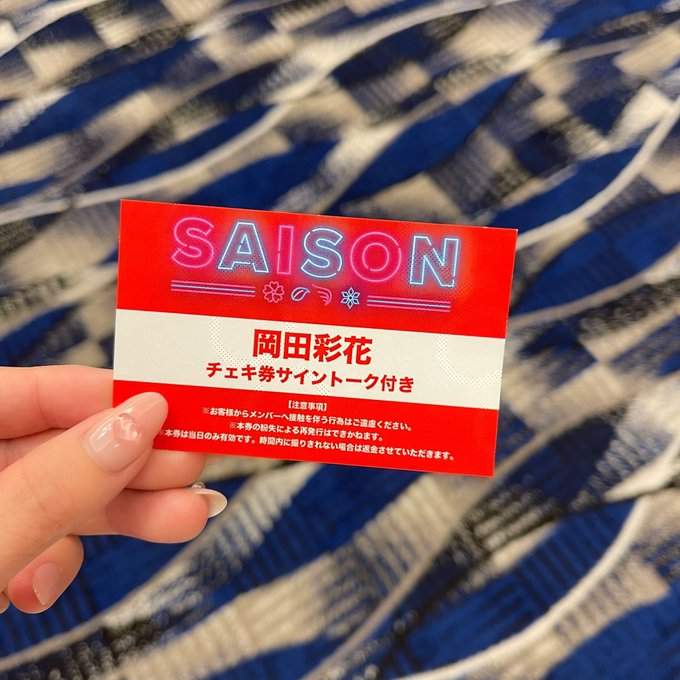 SAISON
岡田彩花
チェキ券サイントーク付き
【注意事項】
※お客様からメンバーへ接触を伴う行為はご遠慮ください。
※本券の紛失による再発行はできかねます。
※本券は当日のみ有効です。時間内に撮りきれない場合は返金させていただきます。